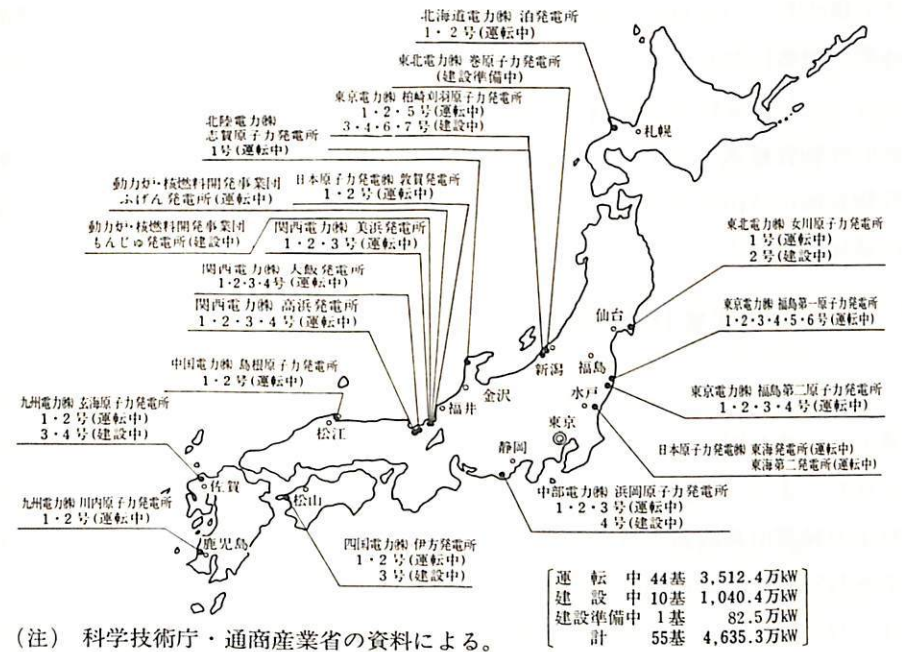 北海道電力㈱ 泊発電所
1・2号(運転中)
東北電力㈱ 巻原子力発電所
(建設準備中)
東京電力㈱ 柏崎刈羽原子力発電所
1・2・5号(運転中)
3・4・6・7号(建設中)
北陸電力㈱
志賀原子力発電所
1号(運転中)
動力炉・核燃料開発事業団
ふげん発電所(運転中)
日本原子力発電㈱ 敦賀発電所
1・2号(運転中)
動力炉・核燃料開発事業団
もんじゅ発電所(建設中)
関西電力㈱ 美浜発電所
1・2・3号(運転中)
関西電力㈱ 大飯発電所
1・2・3・4号(運転中)
関西電力㈱ 高浜発電所
1・2・3・4号(運転中)
中国電力㈱ 島根原子力発電所
1・2号(運転中)
九州電力㈱ 玄海原子力発電所
1・2号(運転中)
3・4号(建設中)
九州電力㈱ 川内原子力発電所
1・2号(運転中)
四国電力㈱ 伊方発電所
1・2号(運転中)
3号(建設中)
中部電力㈱ 浜岡原子力発電所
1・2・3号(運転中)
4号(建設中)
日本原子力発電㈱ 東海発電所(運転中)
東海第二発電所(運転中)
東京電力㈱ 福島第二原子力発電所
1・2・3・4号(運転中)
東京電力㈱ 福島第一原子力発電所
1・2・3・4・5・6号(運転中)
東北電力㈱ 女川原子力発電所
1号(運転中)
2号(建設中)
札幌
仙台
福島
新潟
水戸
東京
金沢
福井
静岡
松江
松山
佐賀
鹿児島
運転中 44基 3,512.4万kW
建設中 10基 1,040.4万kW
建設準備中 1基 82.5万kW
計 55基 4,635.3万kW
(注) 科学技術庁・通商産業省の資料による。